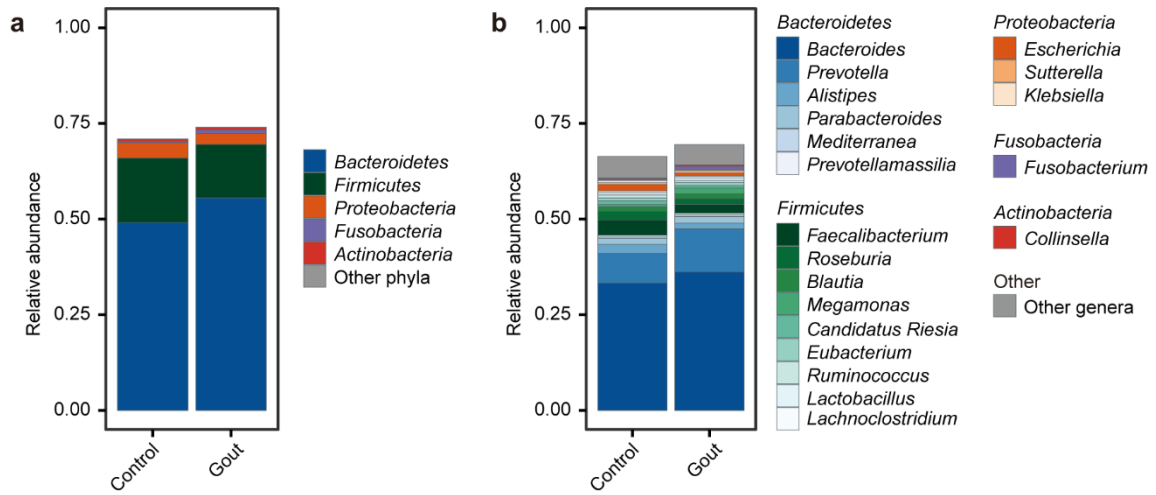 a
Relative abundance
1.00
0.75
0.50
0.25
0.00
Control
Gout
Bacteroidetes
Firmicutes
Proteobacteria
Fusobacteria
Actinobacteria
Other phyla
b
Relative abundance
1.00
0.75
0.50
0.25
0.00
Control
Gout
Bacteroidetes
Bacteroides
Prevotella
Alistipes
Parabacteroides
Mediterranea
Prevotellamassilia
Firmicutes
Faecalibacterium
Roseburia
Blautia
Megamonas
Candidatus Riesia
Eubacterium
Ruminococcus
Lactobacillus
Lachnoclostridium
Proteobacteria
Escherichia
Sutterella
Klebsiella
Fusobacteria
Fusobacterium
Actinobacteria
Collinsella
Other
Other genera